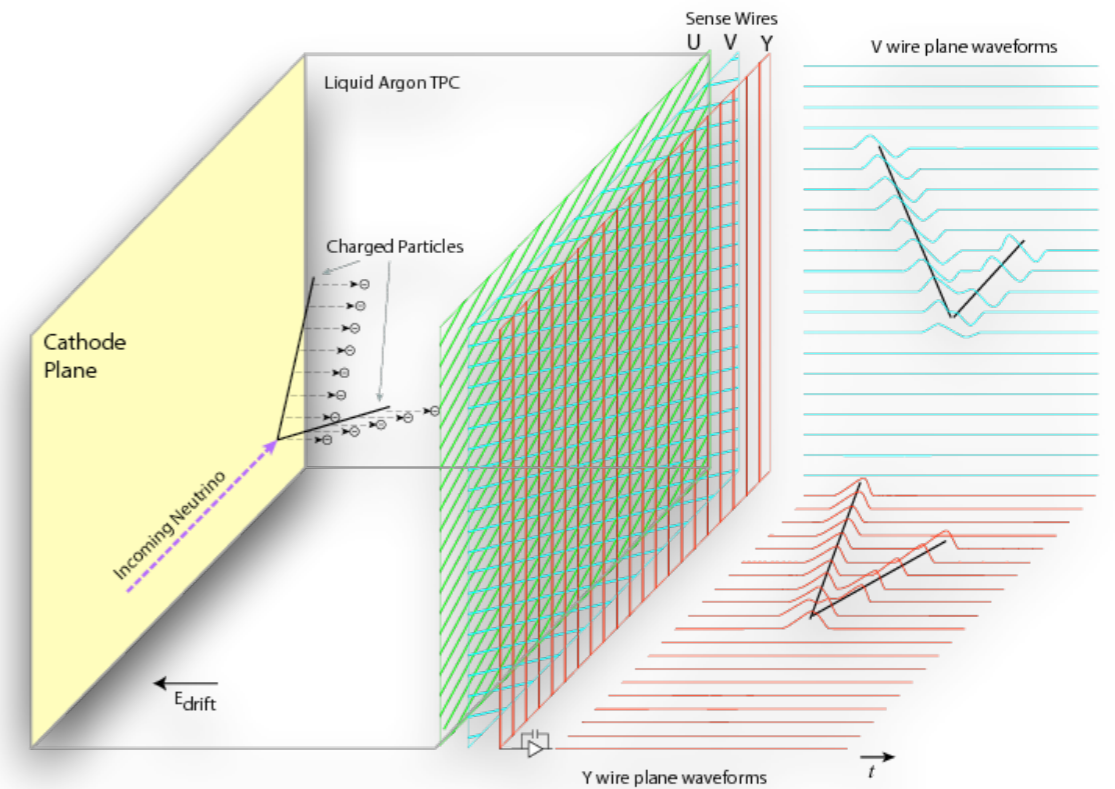 Sense Wires
U V Y
V wire plane waveforms
Liquid Argon TPC
Charged Particles
Cathode
Plane
Incoming Neutrino
Edrift
t
Y wire plane waveforms